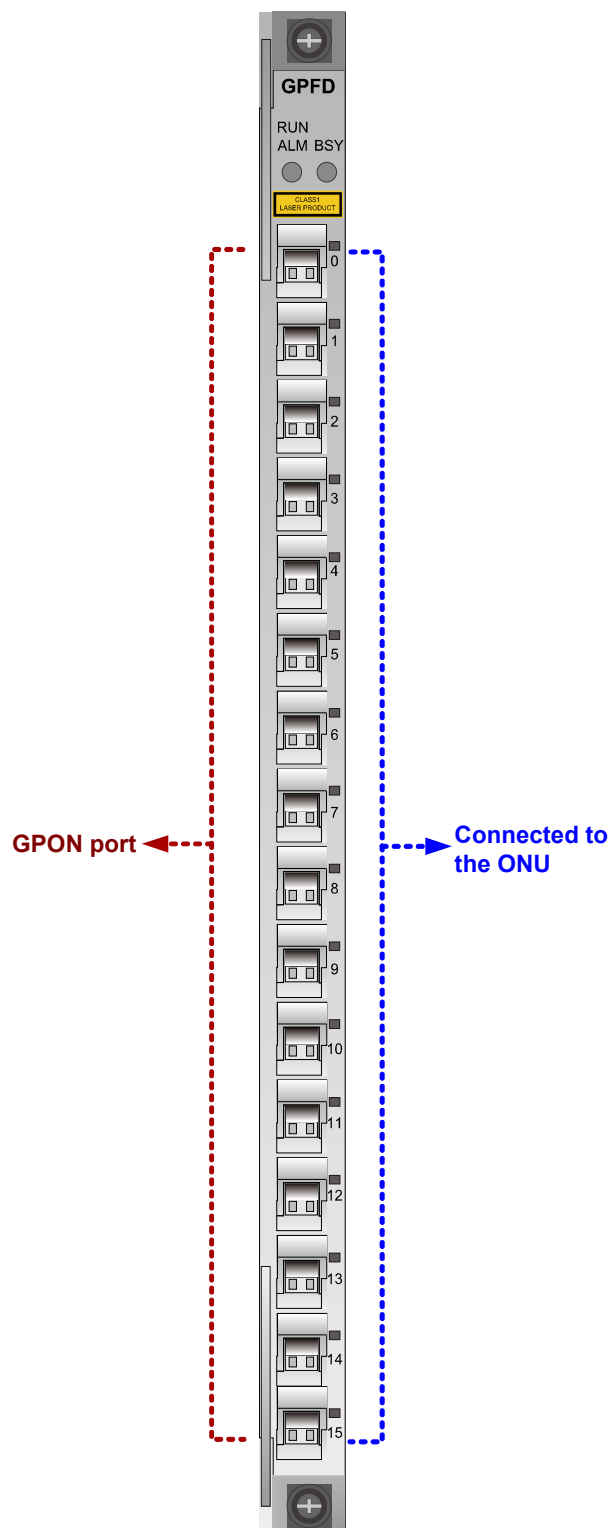 GPFD
RUN
ALM BSY
CLASS1
LASER PRODUCT
0
1
2
3
4
5
6
7
8
9
10
11
12
13
14
15
GPON port
Connected to
the ONU